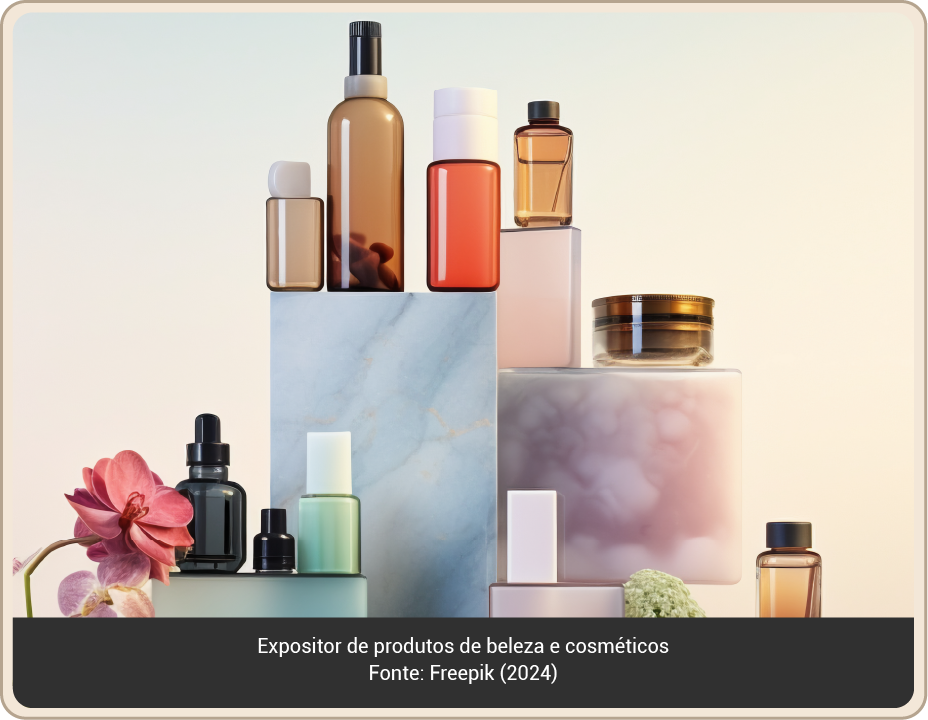 Expositor de produtos de beleza e cosméticos
Fonte: Freepik (2024)